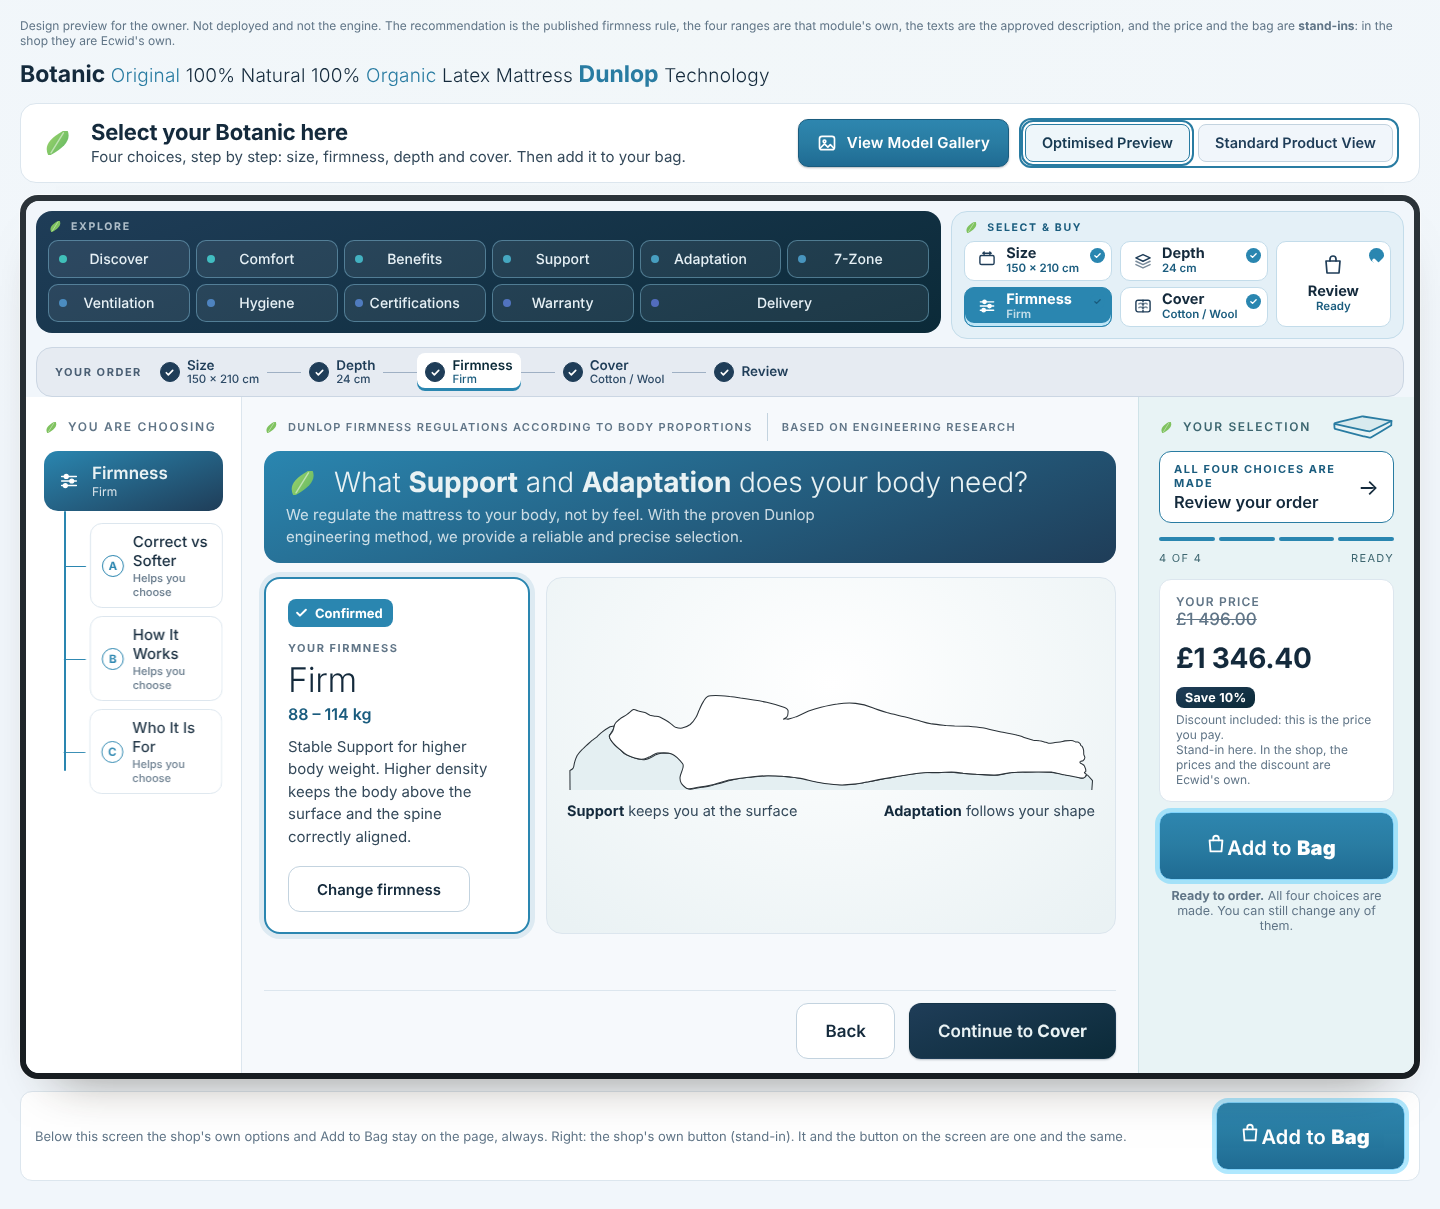 Design preview for the owner. Not deployed and not the engine. The recommendation is the published firmness rule, the four ranges are that module's own, the texts are the approved description, and the price and the bag are stand-ins: in the
shop they are Ecwid's own.
Botanic Original 100% Natural 100% Organic Latex Mattress Dunlop Technology
Select your Botanic here
Four choices, step by step: size, firmness, depth and cover. Then add it to your bag.
View Model Gallery
Optimised Preview
Standard Product View
EXPLORE
Discover
Comfort
Benefits
Support
Adaptation
7-Zone
Ventilation
Hygiene
Certifications
Warranty
Delivery
SELECT & BUY
Size
150 × 210 cm
Depth
24 cm
Firmness
Firm
Cover
Cotton / Wool
Review
Ready
YOUR ORDER
Size
150 × 210 cm
Depth
24 cm
Firmness
Firm
Cover
Cotton / Wool
Review
YOU ARE CHOOSING
Firmness
Firm
A
Correct vs
Softer
Helps you
choose
B
How It
Works
Helps you
choose
C
Who It Is
For
Helps you
choose
DUNLOP FIRMNESS REGULATIONS ACCORDING TO BODY PROPORTIONS
BASED ON ENGINEERING RESEARCH
What Support and Adaptation does your body need?
We regulate the mattress to your body, not by feel. With the proven Dunlop
engineering method, we provide a reliable and precise selection.
Confirmed
YOUR FIRMNESS
Firm
88 – 114 kg
Stable Support for higher
body weight. Higher density
keeps the body above the
surface and the spine
correctly aligned.
Change firmness
Support keeps you at the surface
Adaptation follows your shape
Back
Continue to Cover
YOUR SELECTION
ALL FOUR CHOICES ARE
MADE
Review your order
4 OF 4
READY
YOUR PRICE
£1 496.00
£1 346.40
Save 10%
Discount included: this is the price
you pay.
Stand-in here. In the shop, the
prices and the discount are
Ecwid's own.
Add to Bag
Ready to order. All four choices are
made. You can still change any of
them.
Below this screen the shop's own options and Add to Bag stay on the page, always. Right: the shop's own button (stand-in). It and the button on the screen are one and the same.
Add to Bag